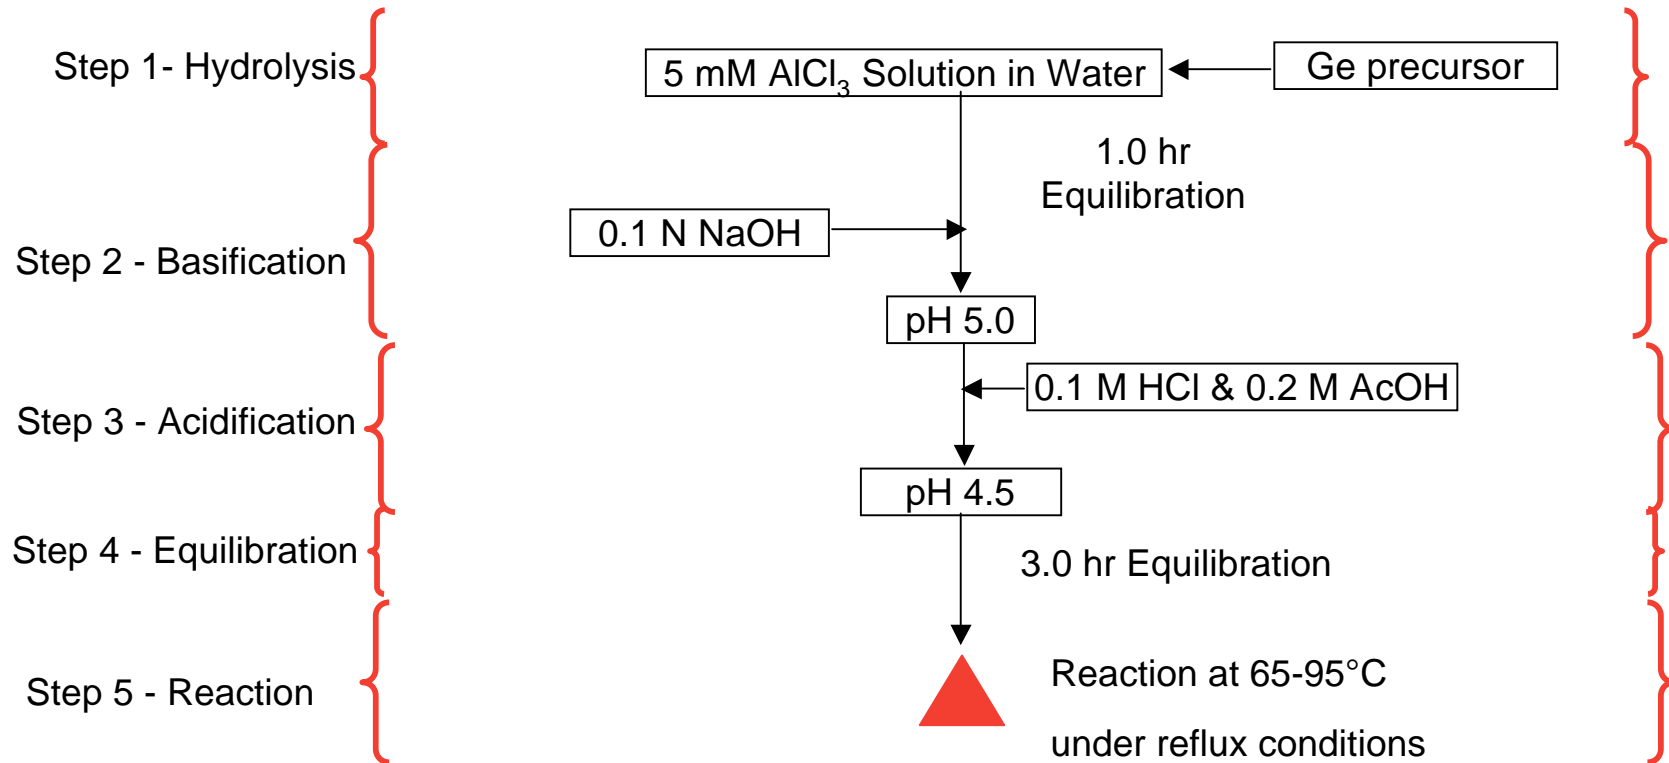 Step 1- Hydrolysis
5 mM AlCl₃ Solution in Water
Ge precursor
1.0 hr
Equilibration
0.1 N NaOH
Step 2 - Basification
pH 5.0
0.1 M HCl & 0.2 M AcOH
Step 3 - Acidification
pH 4.5
Step 4 - Equilibration
3.0 hr Equilibration
Step 5 - Reaction
Reaction at 65-95°C
under reflux conditions